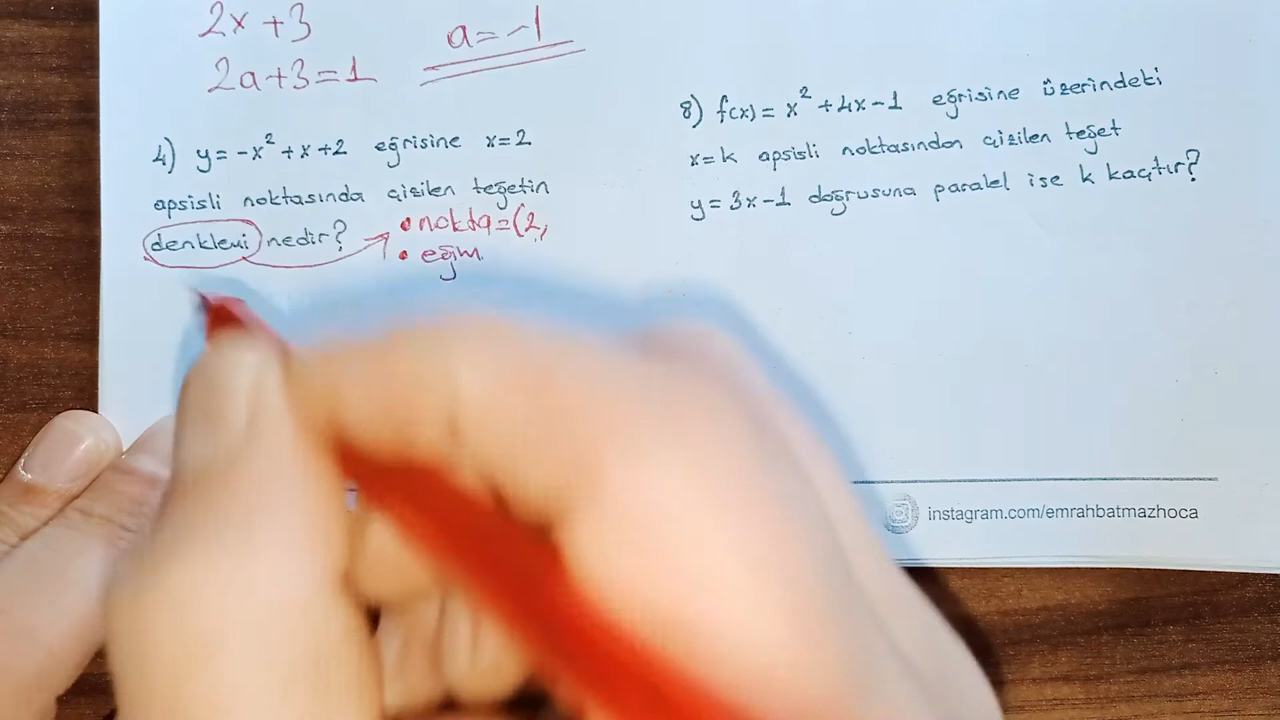 2x+3
2a+3=1
a=-1
4) y=-x²+x+2 eğrisine x=2
apsisli noktasında çizilen teğetin
denklemi nedir?
• nokta=(2,
• eğim
8) f(x)=x²+4x-1 eğrisine üzerindeki
x=k apsisli noktasından çizilen teğet
y=3x-1 doğrusuna paralel ise k kaçtır?
instagram.com/emrahbatmazhoca